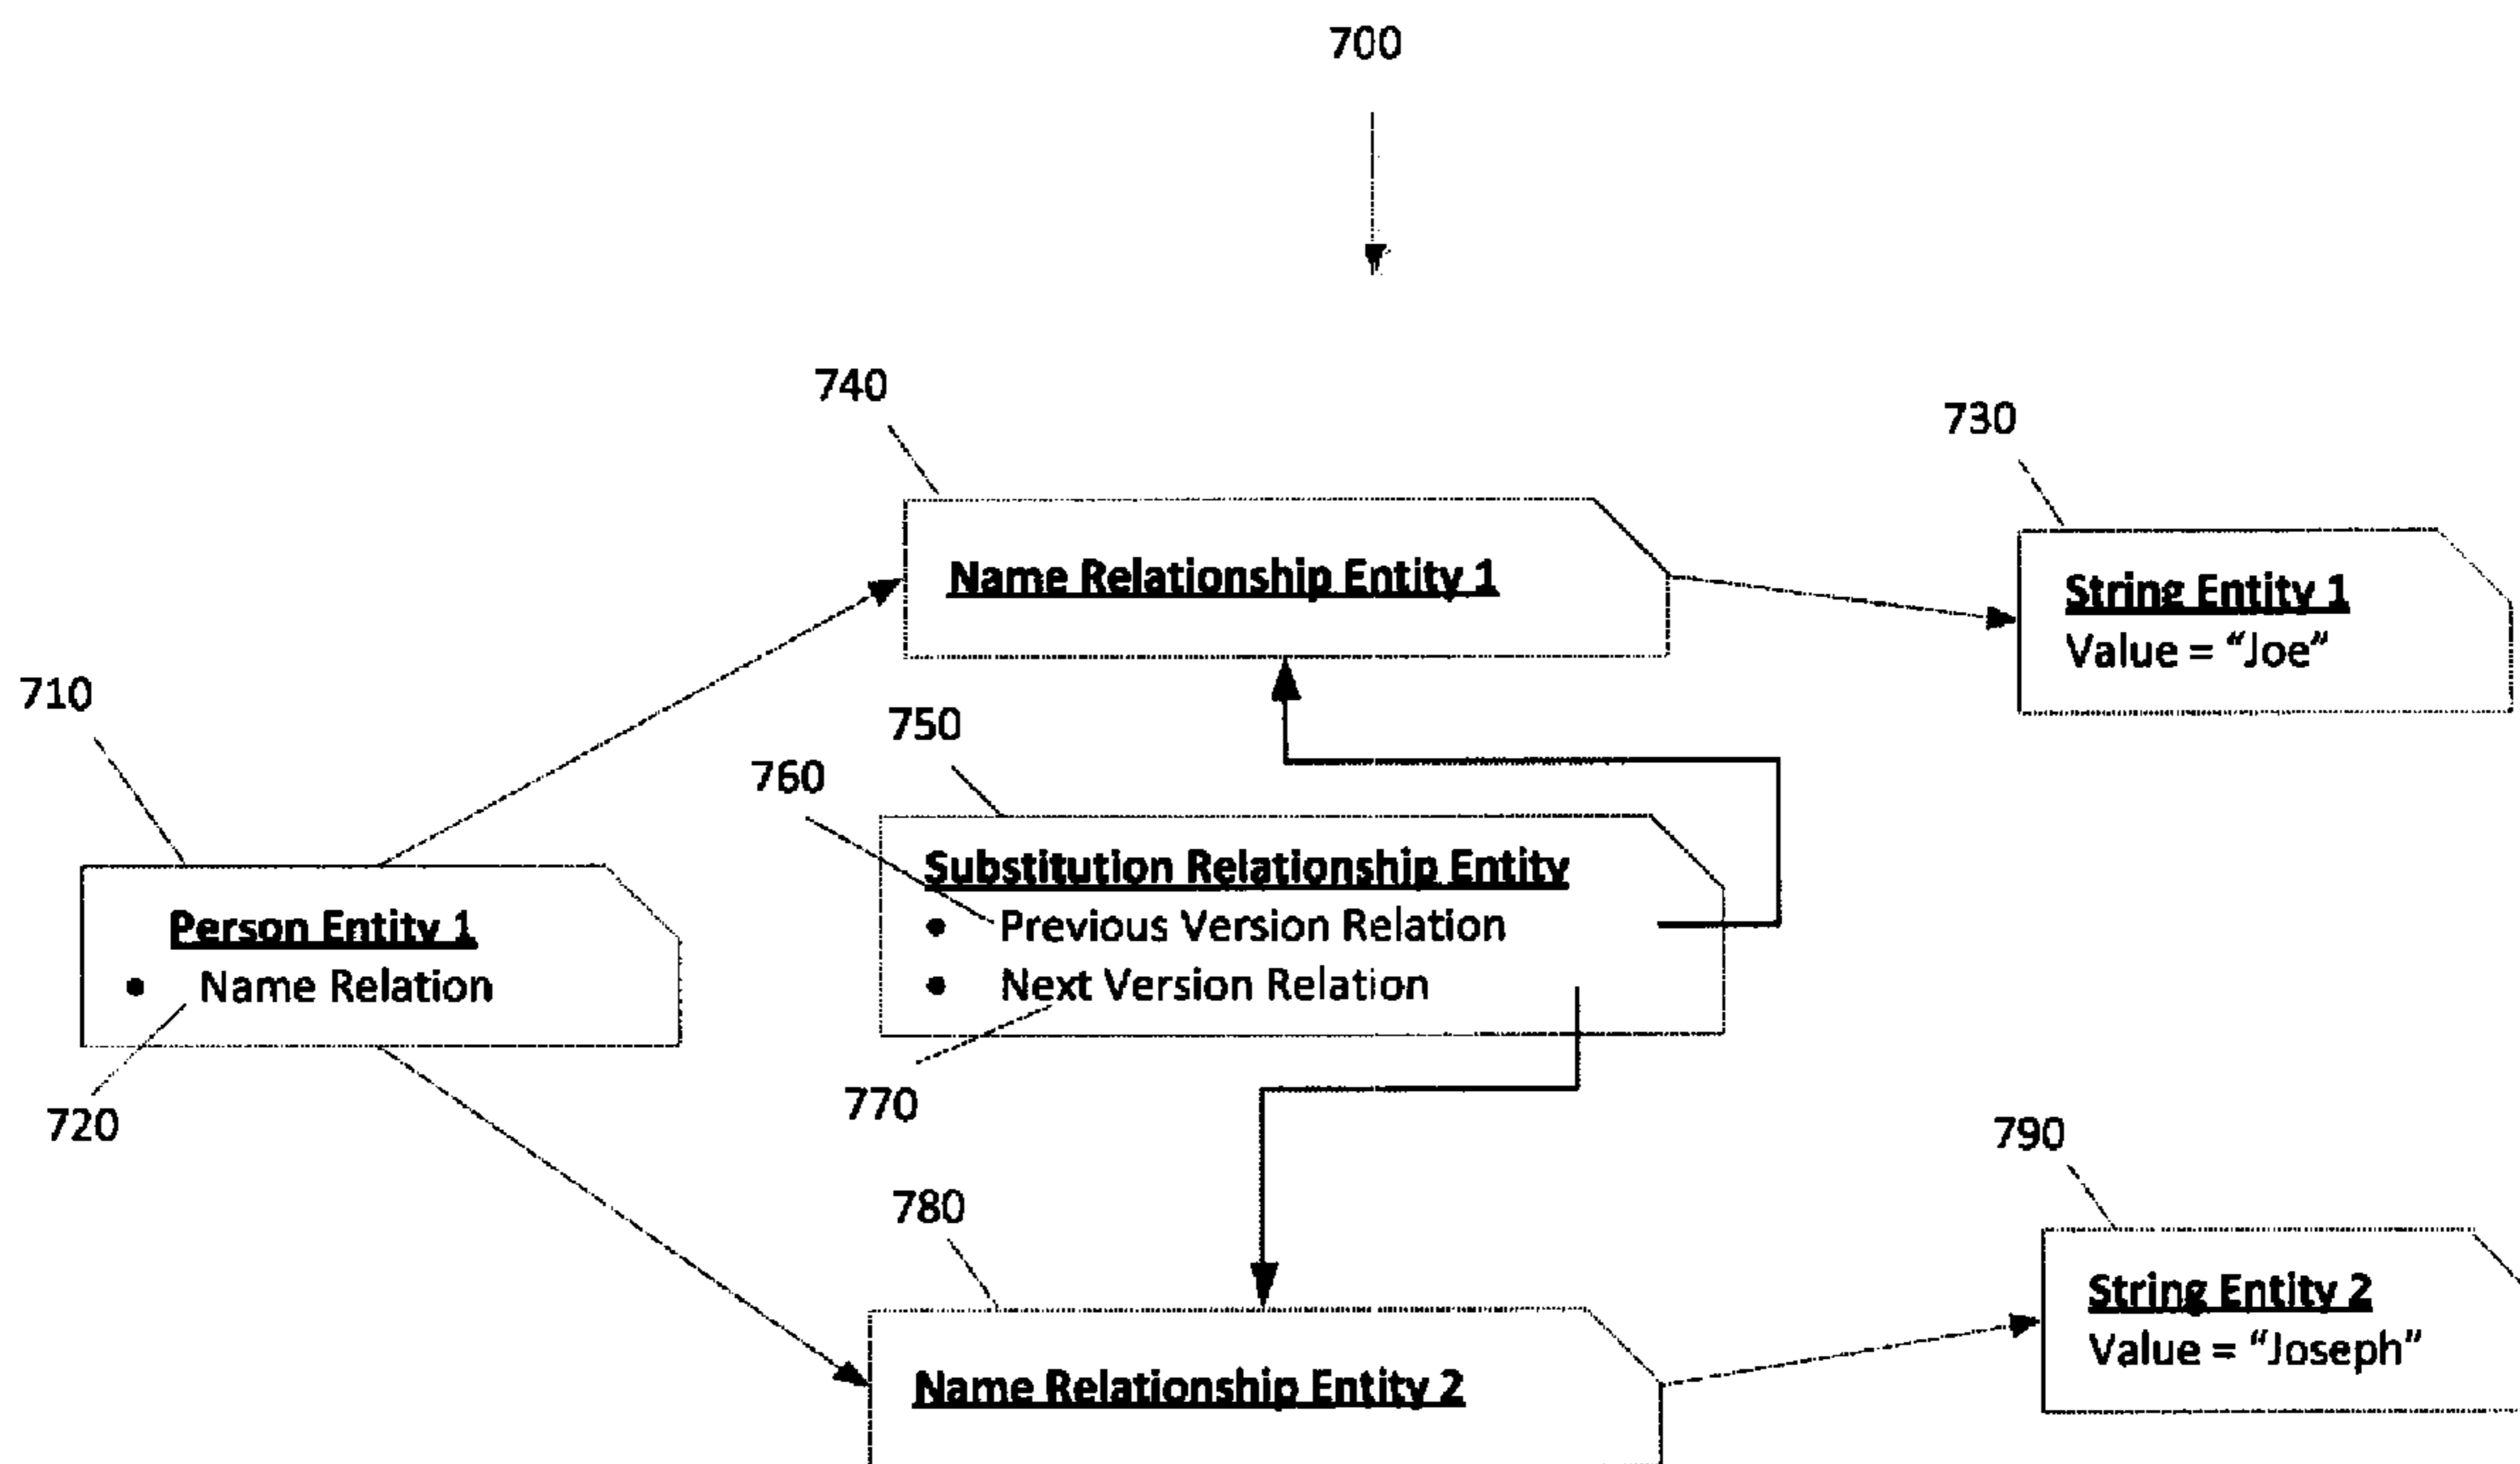 700
740
730
Name Relationship Entity 1
String Entity 1
Value = “Joe”
710
750
760
Substitution Relationship Entity
• Previous Version Relation
• Next Version Relation
Person Entity 1
• Name Relation
720
770
790
780
String Entity 2
Value = “Joseph”
Name Relationship Entity 2